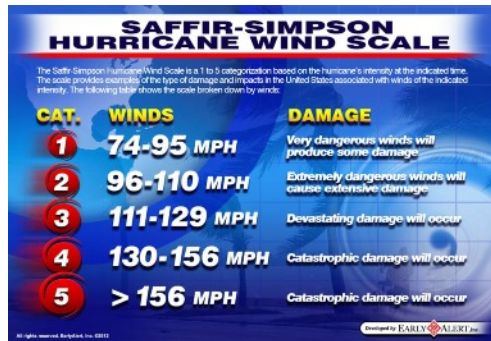 SAFFIR-SIMPSON
HURRICANE WIND SCALE
The Saffir-Simpson Hurricane Wind Scale is a 1 to 5 categorization based on the hurricane's intensity at the indicated time.
The scale provides examples of the type of damage and impacts in the United States associated with winds of the indicated
intensity. The following table shows the scale broken down by winds:
CAT. WINDS DAMAGE
1 74-95 MPH Very dangerous winds will
produce some damage
2 96-110 MPH Extremely dangerous winds will
cause extensive damage
3 111-129 MPH Devastating damage will occur
4 130-156 MPH Catastrophic damage will occur
5 > 156 MPH Catastrophic damage will occur
All rights reserved. EarlyAlert, Inc. ©2012
Developed by EARLY ALERT, Inc.